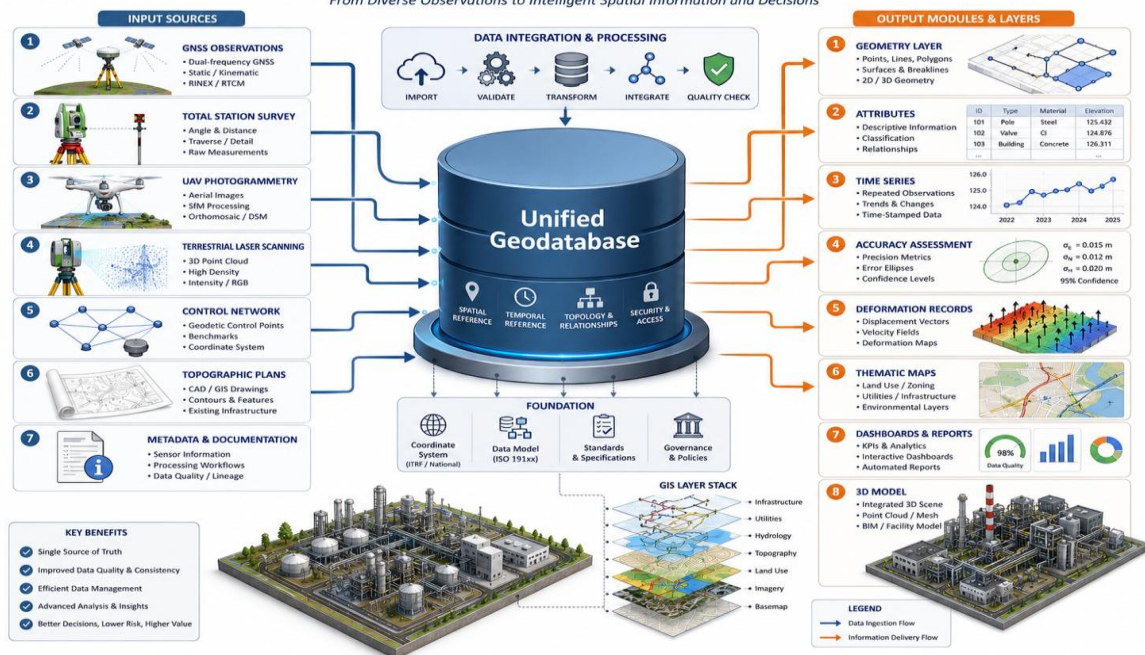 From Diverse Observations to Intelligent Spatial Information and Decisions
INPUT SOURCES
1
GNSS OBSERVATIONS
• Dual-frequency GNSS
• Static / Kinematic
• RINEX / RTCM
2
TOTAL STATION SURVEY
• Angle & Distance
• Traverse / Detail
• Raw Measurements
3
UAV PHOTOGRAMMETRY
• Aerial Images
• SfM Processing
• Orthomosaic / DSM
4
TERRESTRIAL LASER SCANNING
• 3D Point Cloud
• High Density
• Intensity / RGB
5
CONTROL NETWORK
• Geodetic Control Points
• Benchmarks
• Coordinate System
6
TOPOGRAPHIC PLANS
• CAD / GIS Drawings
• Contours & Features
• Existing Infrastructure
7
METADATA & DOCUMENTATION
• Sensor Information
• Processing Workflows
• Data Quality / Lineage
KEY BENEFITS
Single Source of Truth
Improved Data Quality & Consistency
Efficient Data Management
Advanced Analysis & Insights
Better Decisions, Lower Risk, Higher Value
DATA INTEGRATION & PROCESSING
IMPORT
VALIDATE
TRANSFORM
INTEGRATE
QUALITY CHECK
Unified
Geodatabase
SPATIAL
REFERENCE
TEMPORAL
REFERENCE
TOPOLOGY &
RELATIONSHIPS
SECURITY &
ACCESS
FOUNDATION
Coordinate
System
(ITRF / National)
Data Model
(ISO 191xx)
Standards
& Specifications
Governance
& Policies
GIS LAYER STACK
Infrastructure
Utilities
Hydrology
Topography
Land Use
Imagery
Basemap
OUTPUT MODULES & LAYERS
1
GEOMETRY LAYER
• Points, Lines, Polygons
• Surfaces & Breaklines
• 2D / 3D Geometry
2
ATTRIBUTES
• Descriptive Information
• Classification
• Relationships
ID Type Material Elevation
101 Pole Steel 125.432
102 Valve CI 124.876
103 Building Concrete 126.311
... ...
3
TIME SERIES
• Repeated Observations
• Trends & Changes
• Time-Stamped Data
126.0
125.0
124.0
2022 2023 2024 2025
4
ACCURACY ASSESSMENT
• Precision Metrics
• Error Ellipses
• Confidence Levels
σE = 0.015 m
σN = 0.012 m
σH = 0.020 m
95% Confidence
5
DEFORMATION RECORDS
• Displacement Vectors
• Velocity Fields
• Deformation Maps
6
THEMATIC MAPS
• Land Use / Zoning
• Utilities / Infrastructure
• Environmental Layers
7
DASHBOARDS & REPORTS
• KPIs & Analytics
• Interactive Dashboards
• Automated Reports
98%
Data Quality
8
3D MODEL
• Integrated 3D Scene
• Point Cloud / Mesh
• BIM / Facility Model
LEGEND
Data Ingestion Flow
Information Delivery Flow